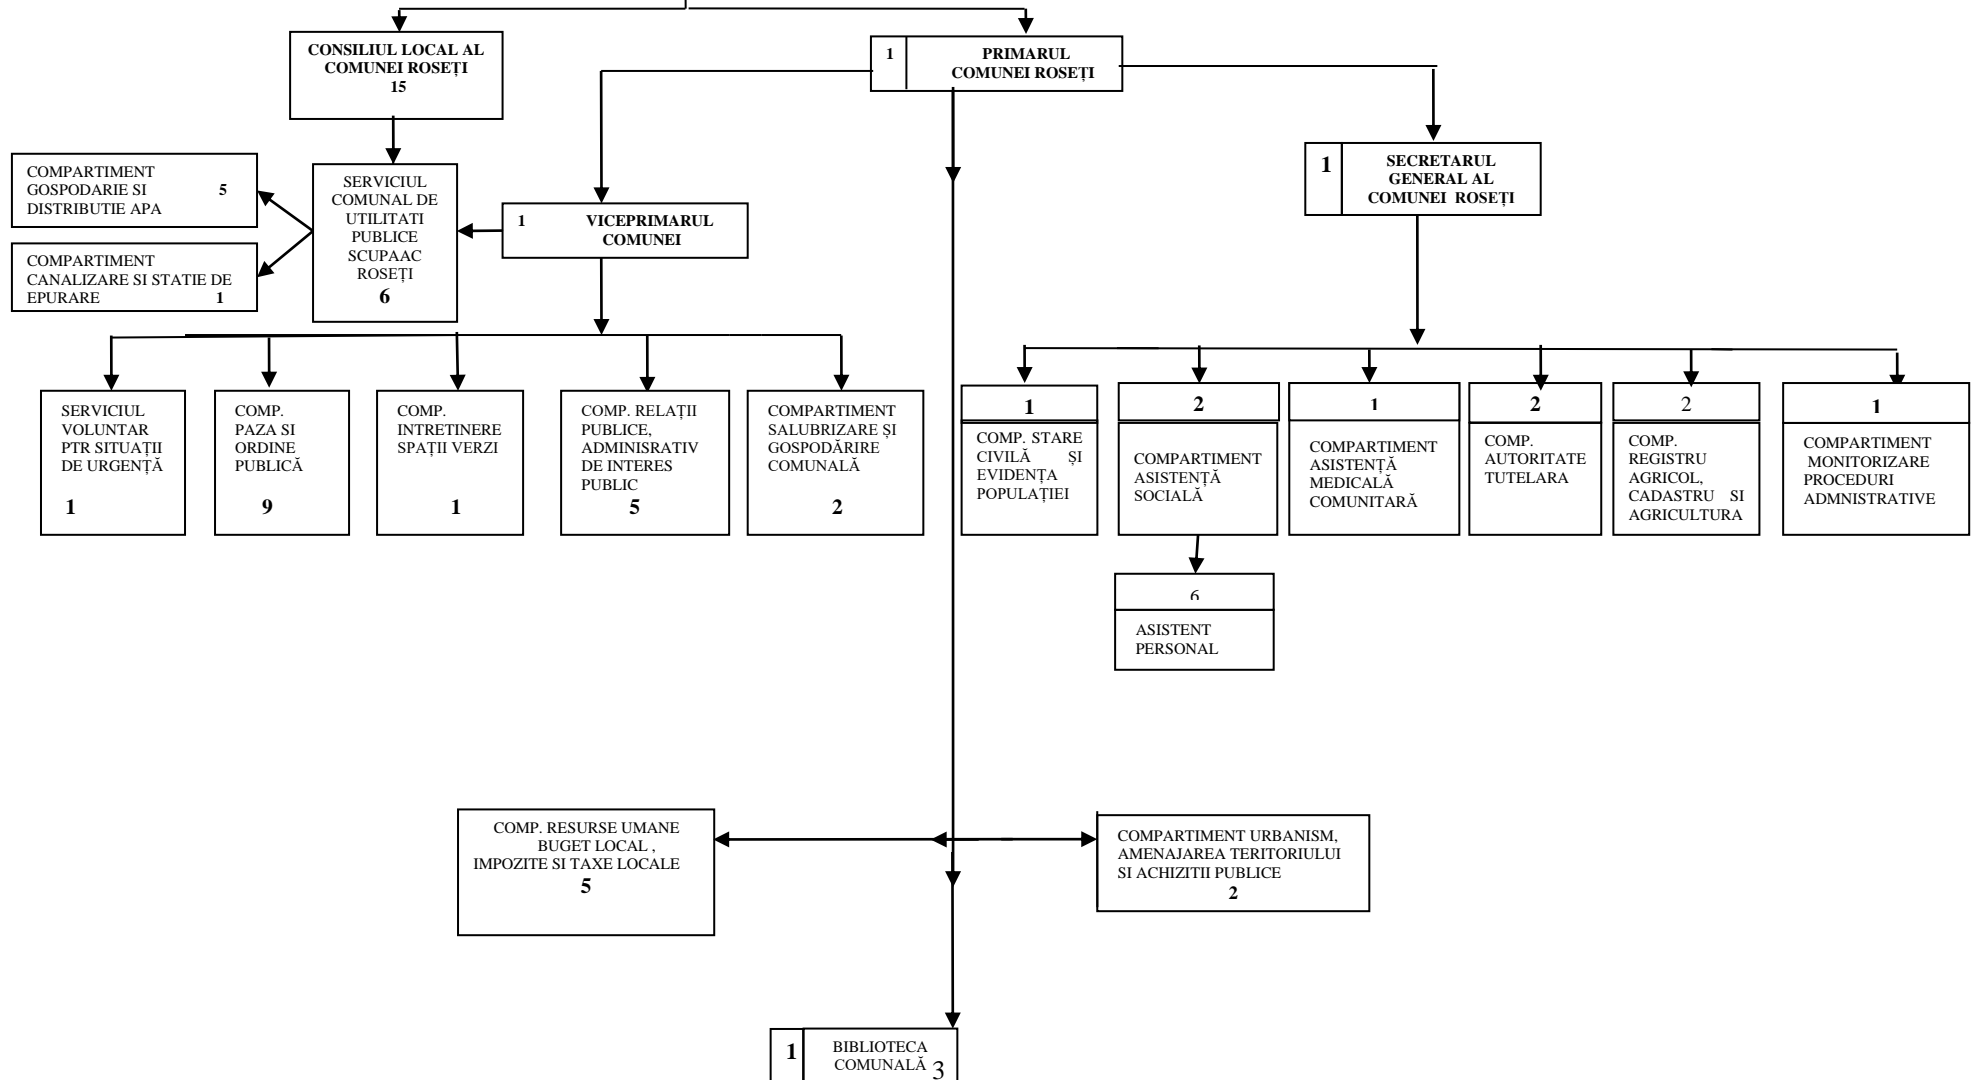 CONSILIUL LOCAL AL
COMUNEI ROSEȚI
15
1
PRIMARUL
COMUNEI ROSEȚI
COMPARTIMENT
GOSPODARIE SI 5
DISTRIBUTIE APA
COMPARTIMENT
CANALIZARE SI STATIE DE
EPURARE 1
SERVICIUL
COMUNAL DE
UTILITATI
PUBLICE
SCUPAAC
ROSEȚI
6
1 VICEPRIMARUL
COMUNEI
1
SECRETARUL
GENERAL AL
COMUNEI ROSEȚI
SERVICIUL
VOLUNTAR
PTR SITUAȚII
DE URGENȚĂ
1
COMP.
PAZA SI
ORDINE
PUBLICĂ
9
COMP.
INTRETINERE
SPAȚII VERZI
1
COMP. RELAȚII
PUBLICE,
ADMINISRATIV
DE INTERES
PUBLIC
5
COMPARTIMENT
SALUBRIZARE ȘI
GOSPODĂRIRE
COMUNALĂ
2
1
COMP. STARE
CIVILĂ ȘI
EVIDENȚA
POPULAȚIEI
2
COMPARTIMENT
ASISTENȚĂ
SOCIALĂ
1
COMPARTIMENT
ASISTENȚĂ
MEDICALĂ
COMUNITARĂ
2
COMP.
AUTORITATE
TUTELARA
2
COMP.
REGISTRU
AGRICOL,
CADASTRU SI
AGRICULTURA
1
COMPARTIMENT
MONITORIZARE
PROCEDURI
ADMNISTRATIVE
6
ASISTENT
PERSONAL
COMP. RESURSE UMANE
BUGET LOCAL ,
IMPOZITE SI TAXE LOCALE
5
COMPARTIMENT URBANISM,
AMENAJAREA TERITORIULUI
SI ACHIZITII PUBLICE
2
1
BIBLIOTECA
COMUNALĂ 3